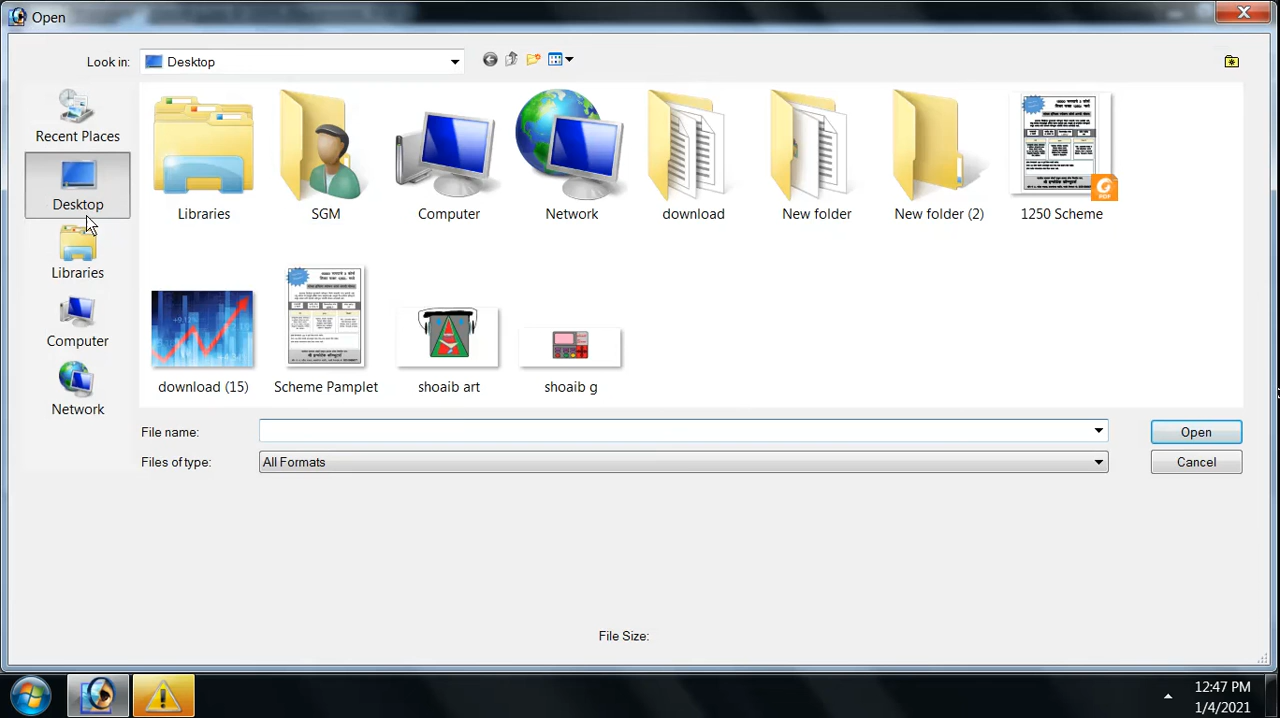 Open
Look in:
Desktop
Recent Places
Desktop
Libraries
Computer
Network
Libraries
SGM
Computer
Network
download
New folder
New folder (2)
1250 Scheme
PDF
download (15)
Scheme Pamplet
shoaib art
shoaib g
File name:
Open
Files of type:
All Formats
Cancel
File Size:
12:47 PM
1/4/2021